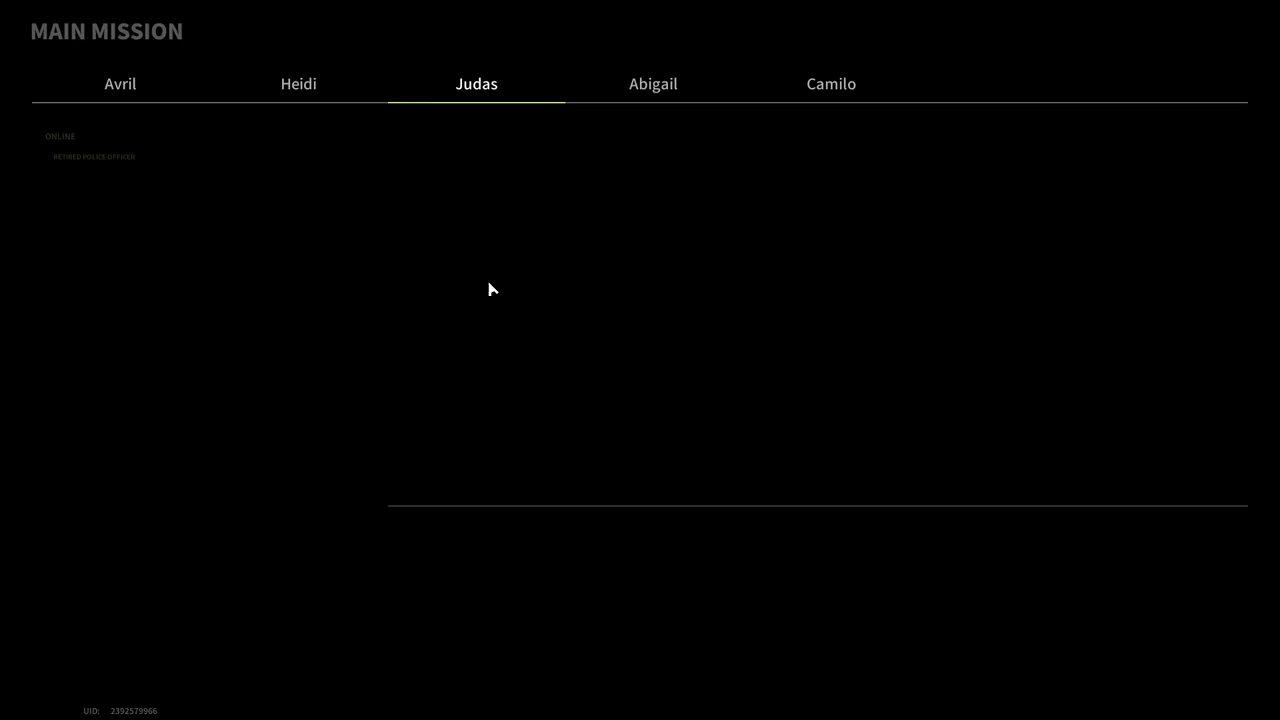 MAIN MISSION
Avril Heidi Judas Abigail Camilo
ONLINE
RETIRED POLICE OFFICER
UID: 2392579966